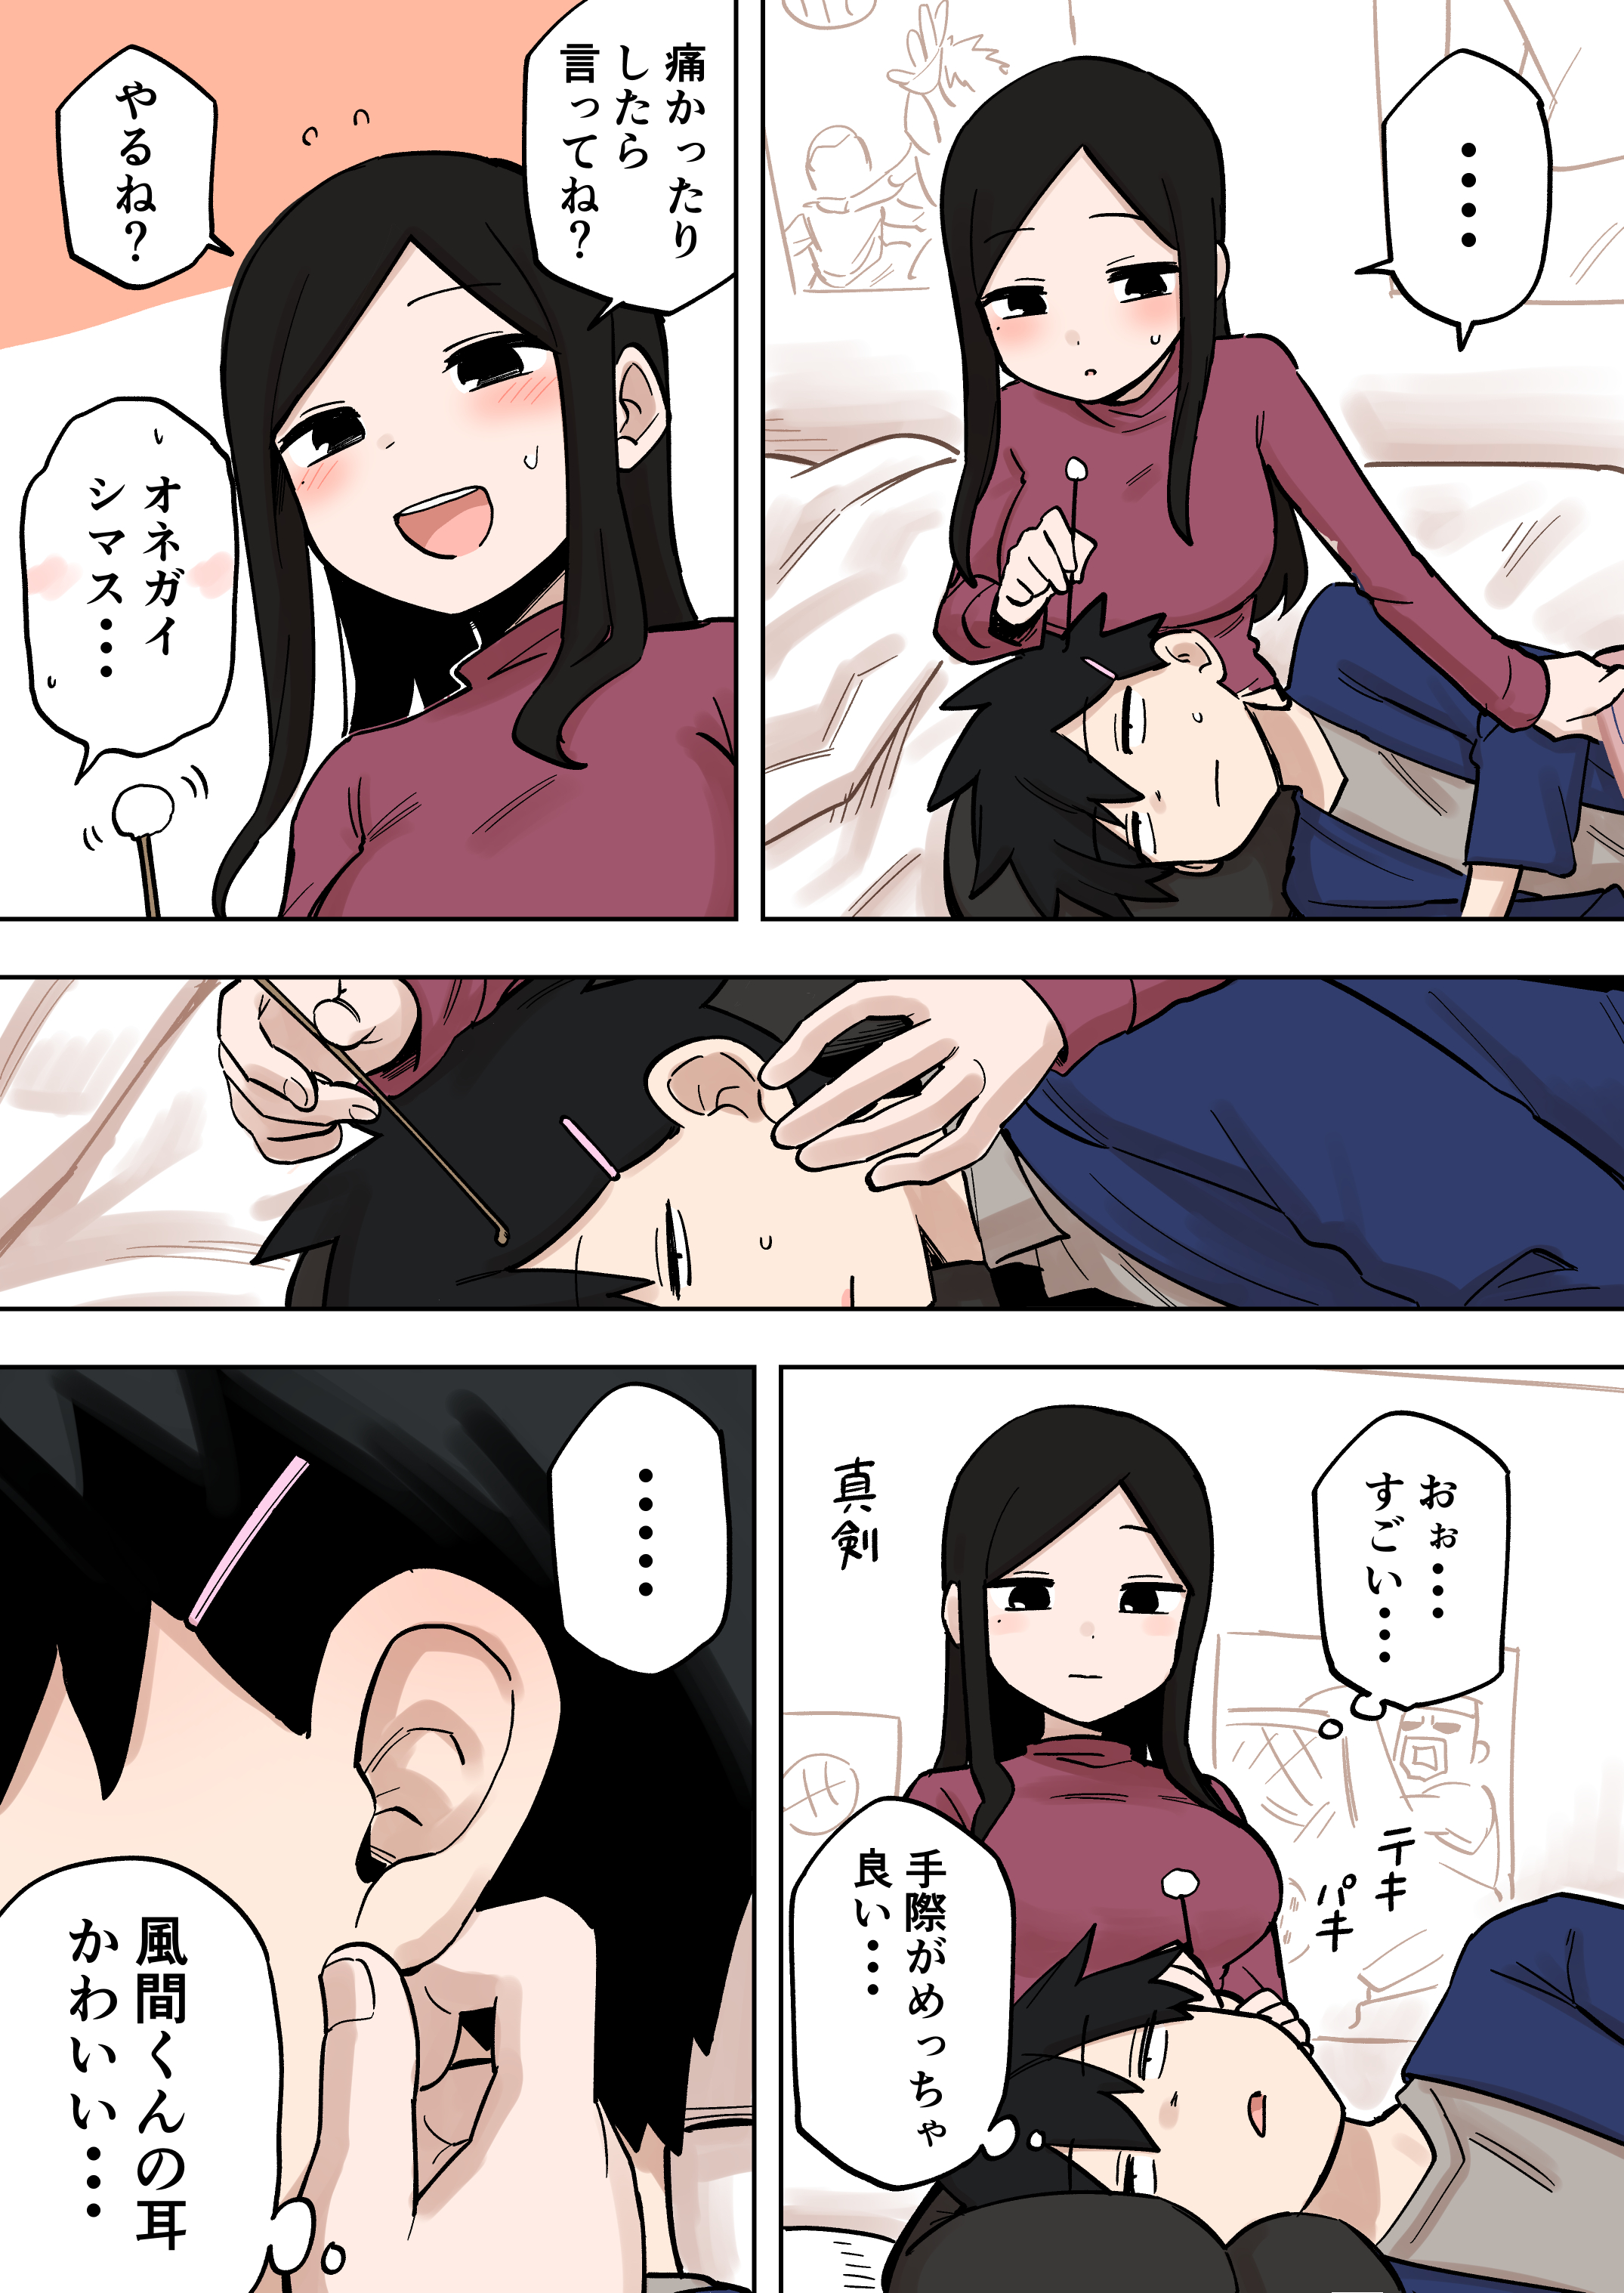 ・・・・
痛かったり
したら
言ってね？
やるね？
オネガイ
シマス・・・
おぉ・・・
すごい・・・
真剣
テキ
パキ
手際がめっちゃ
良い・・・
・・・・
風間くんの耳
かわいい・・・